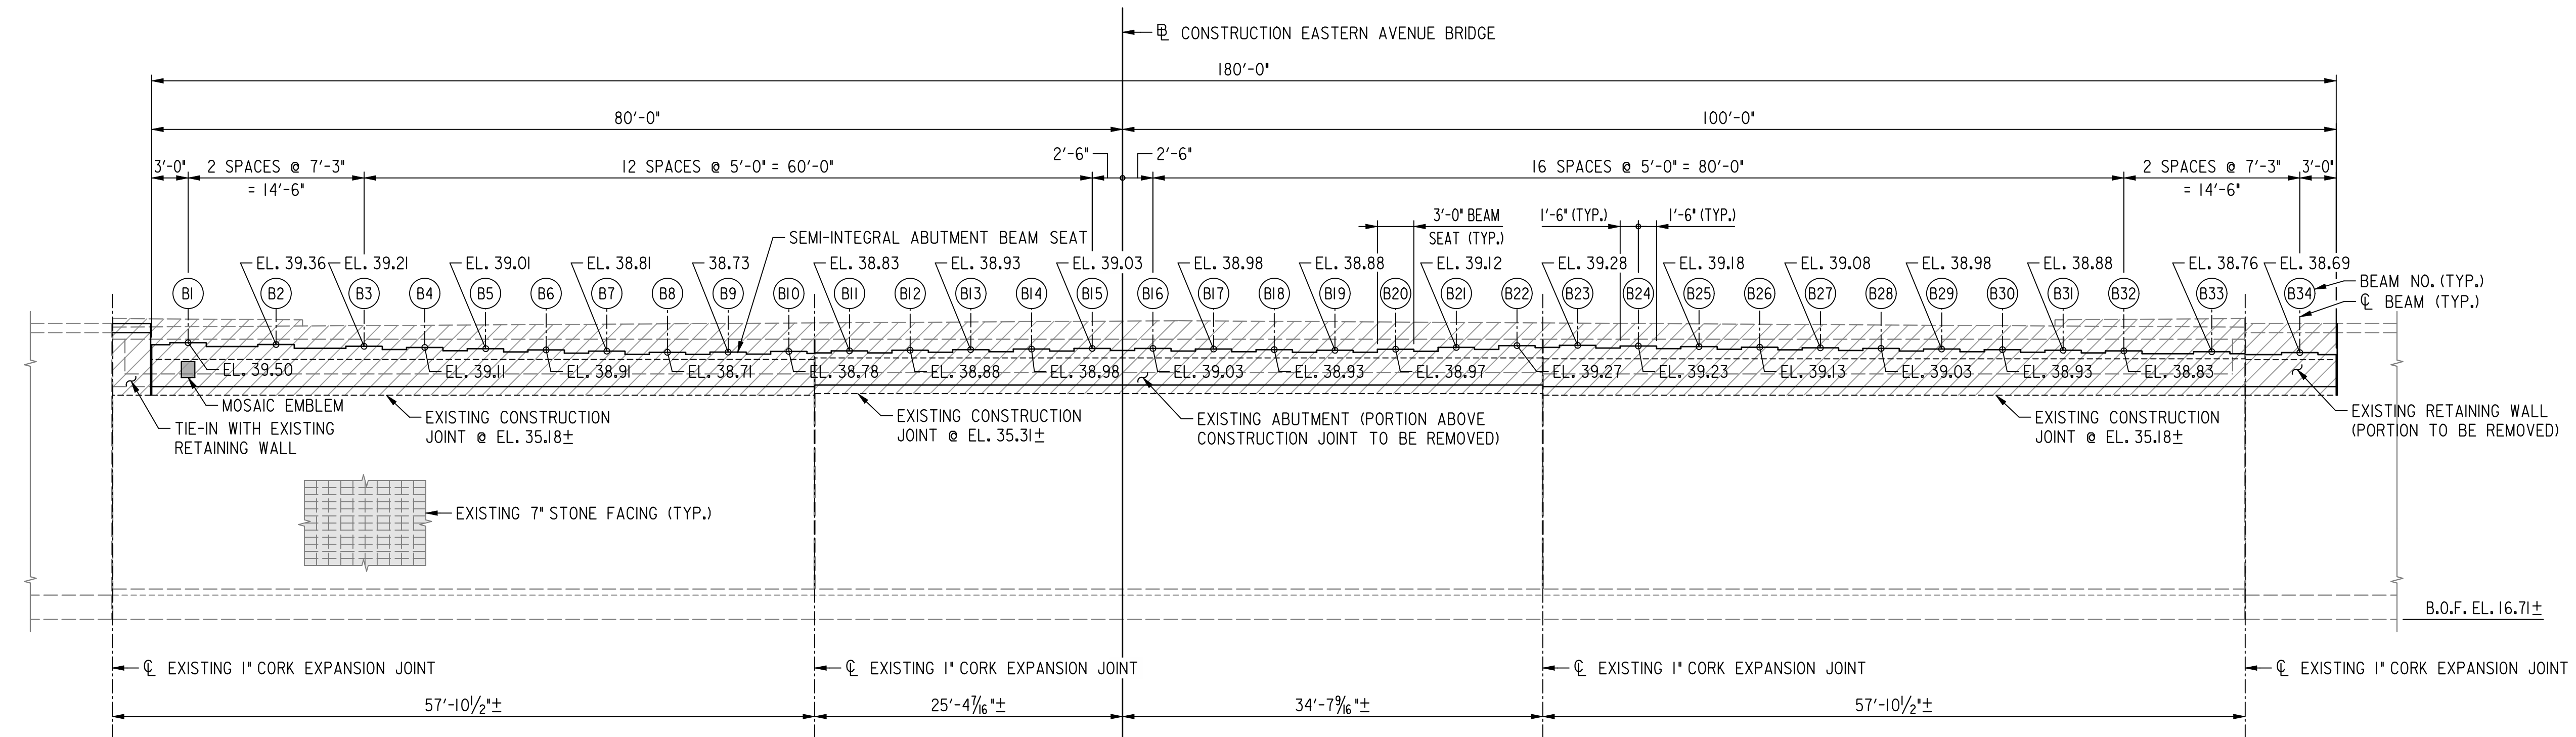 ℄ CONSTRUCTION EASTERN AVENUE BRIDGE
180'-0"
80'-0"
100'-0"
3'-0"
2 SPACES @ 7'-3"
= 14'-6"
12 SPACES @ 5'-0" = 60'-0"
2'-6"
2'-6"
16 SPACES @ 5'-0" = 80'-0"
2 SPACES @ 7'-3"
= 14'-6"
3'-0"
3'-0" BEAM
SEAT (TYP.)
1'-6" (TYP.)
1'-6" (TYP.)
SEMI-INTEGRAL ABUTMENT BEAM SEAT
EL. 39.36
EL. 39.21
EL. 39.01
EL. 38.81
38.73
EL. 38.83
EL. 38.93
EL. 39.03
EL. 38.98
EL. 38.88
EL. 39.12
EL. 39.28
EL. 39.18
EL. 39.08
EL. 38.98
EL. 38.88
EL. 38.76
EL. 38.69
B1
B2
B3
B4
B5
B6
B7
B8
B9
B10
B11
B12
B13
B14
B15
B16
B17
B18
B19
B20
B21
B22
B23
B24
B25
B26
B27
B28
B29
B30
B31
B32
B33
B34
BEAM NO. (TYP.)
℄ BEAM (TYP.)
EL. 39.50
EL. 39.11
EL. 38.91
EL. 38.71
EL. 38.78
EL. 38.88
EL. 38.98
EL. 39.03
EL. 38.93
EL. 38.97
EL. 39.27
EL. 39.23
EL. 39.13
EL. 39.03
EL. 38.93
EL. 38.83
MOSAIC EMBLEM
TIE-IN WITH EXISTING
RETAINING WALL
EXISTING CONSTRUCTION
JOINT @ EL. 35.18±
EXISTING CONSTRUCTION
JOINT @ EL. 35.31±
EXISTING ABUTMENT (PORTION ABOVE
CONSTRUCTION JOINT TO BE REMOVED)
EXISTING CONSTRUCTION
JOINT @ EL. 35.18±
EXISTING RETAINING WALL
(PORTION TO BE REMOVED)
EXISTING 7" STONE FACING (TYP.)
B.O.F. EL. 16.71±
℄ EXISTING 1" CORK EXPANSION JOINT
℄ EXISTING 1" CORK EXPANSION JOINT
℄ EXISTING 1" CORK EXPANSION JOINT
℄ EXISTING 1" CORK EXPANSION JOINT
57'-10½"±
25'-4⁷⁄₁₆"±
34'-7⁹⁄₁₆"±
57'-10½"±